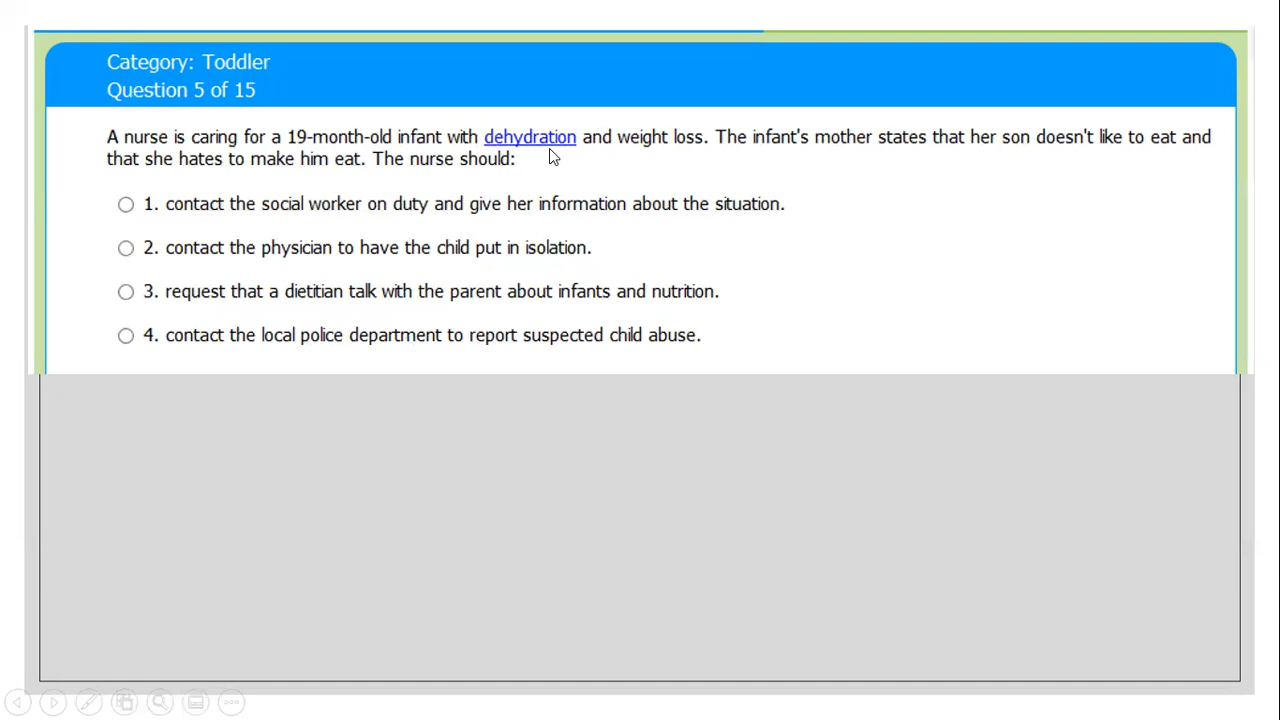 Category: Toddler
Question 5 of 15
A nurse is caring for a 19-month-old infant with dehydration and weight loss. The infant's mother states that her son doesn't like to eat and
that she hates to make him eat. The nurse should:
1. contact the social worker on duty and give her information about the situation.
2. contact the physician to have the child put in isolation.
3. request that a dietitian talk with the parent about infants and nutrition.
4. contact the local police department to report suspected child abuse.